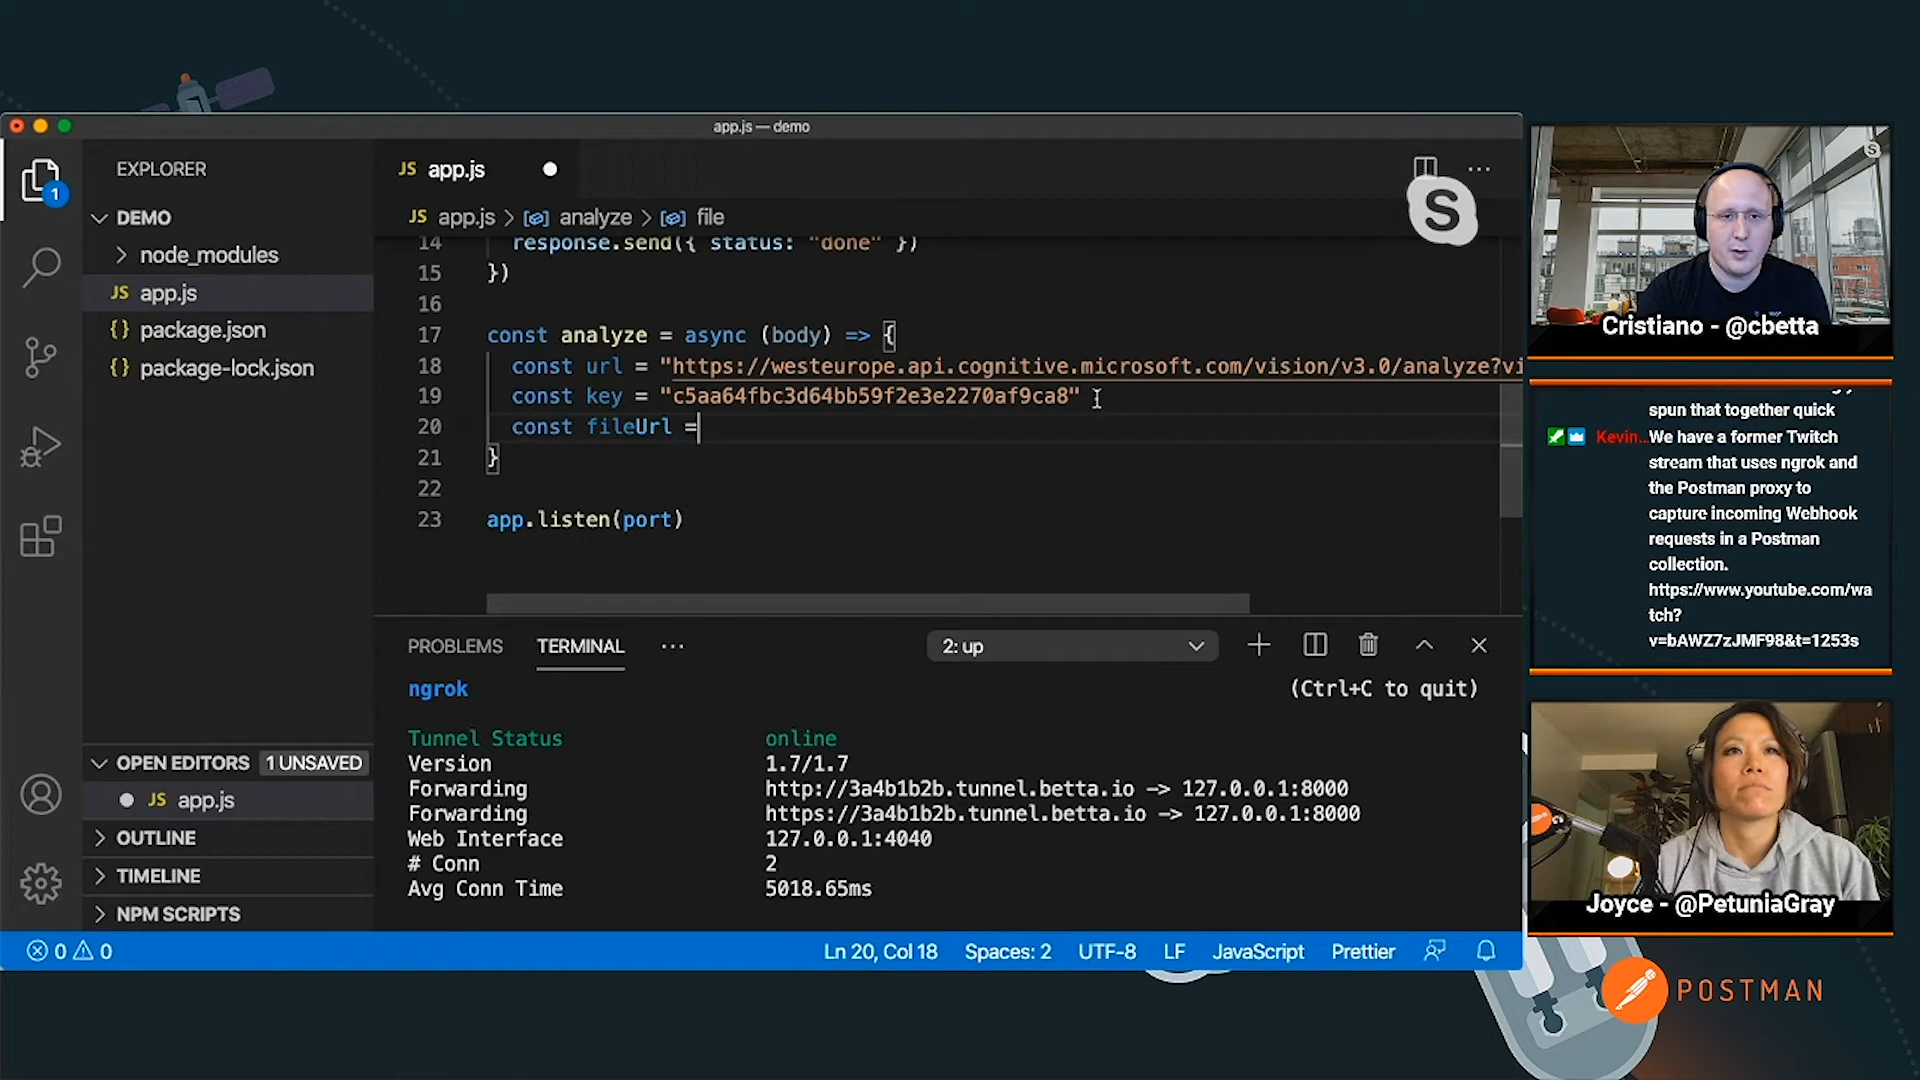 app.js — demo
EXPLORER
DEMO
node_modules
JS app.js
{} package.json
{} package-lock.json
OPEN EDITORS 1 UNSAVED
JS app.js
OUTLINE
TIMELINE
NPM SCRIPTS
1
JS app.js
JS app.js > analyze > file
14 response.send({ status: "done" })
15 })
16
17 const analyze = async (body) => {
18 const url = "https://westeurope.api.cognitive.microsoft.com/vision/v3.0/analyze?vi
19 const key = "c5aa64fbc3d64bb59f2e3e2270af9ca8"
20 const fileUrl =
21 }
22
23 app.listen(port)
PROBLEMS TERMINAL ... 2: up
ngrok (Ctrl+C to quit)
Tunnel Status online
Version 1.7/1.7
Forwarding http://3a4b1b2b.tunnel.betta.io -> 127.0.0.1:8000
Forwarding https://3a4b1b2b.tunnel.betta.io -> 127.0.0.1:8000
Web Interface 127.0.0.1:4040
# Conn 2
Avg Conn Time 5018.65ms
0 0 Ln 20, Col 18 Spaces: 2 UTF-8 LF JavaScript Prettier
S
Cristiano - @cbetta
spun that together quick
Kevin... We have a former Twitch
stream that uses ngrok and
the Postman proxy to
capture incoming Webhook
requests in a Postman
collection.
https://www.youtube.com/wa
tch?
v=bAWZ7zJMF98&t=1253s
Joyce - @PetuniaGray
POSTMAN